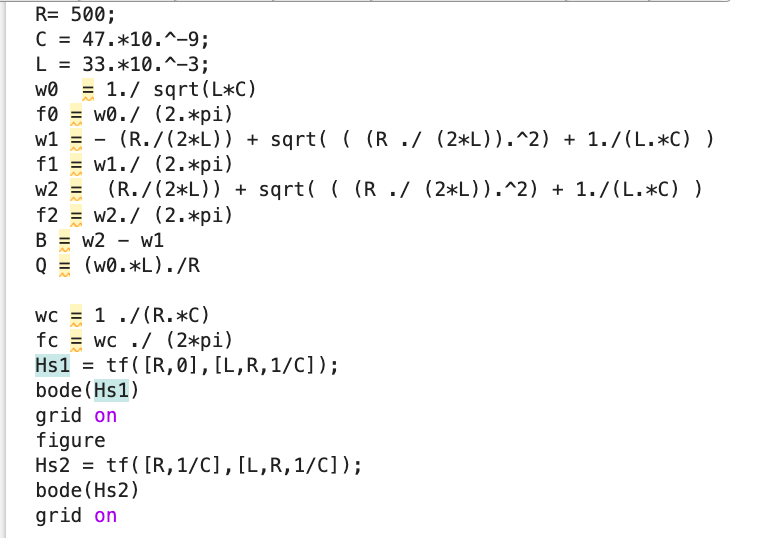 R= 500;
C = 47.*10.^-9;
L = 33.*10.^-3;
w0  = 1./ sqrt(L*C)
f0 = w0./ (2.*pi)
w1 = - (R./(2*L)) + sqrt( ( (R ./ (2*L)).^2) + 1./(L.*C) )
f1 = w1./ (2.*pi)
w2 =  (R./(2*L)) + sqrt( ( (R ./ (2*L)).^2) + 1./(L.*C) )
f2 = w2./ (2.*pi)
B = w2 - w1
Q = (w0.*L)./R
wc = 1 ./(R.*C)
fc = wc ./ (2*pi)
Hs1 = tf([R,0],[L,R,1/C]);
bode(Hs1)
grid on
figure
Hs2 = tf([R,1/C],[L,R,1/C]);
bode(Hs2)
grid on